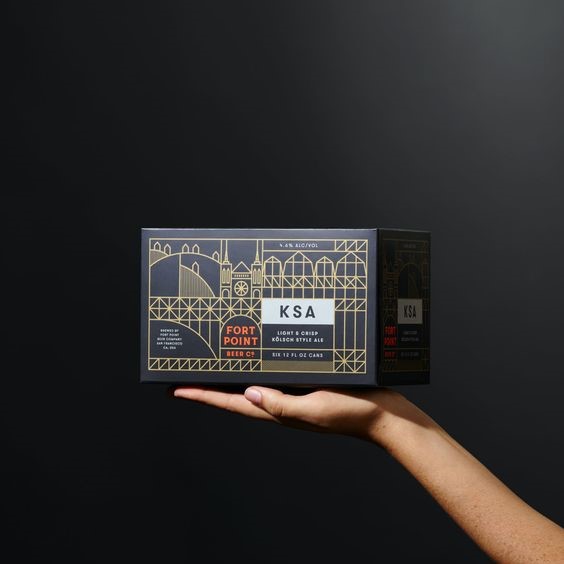 4.6% ALC/VOL
KSA
LIGHT & CRISP
KÖLSCH STYLE ALE
SIX 12 FL OZ CANS
FORT
POINT
BEER Cº
BREWED BY
FORT POINT
BEER COMPANY
SAN FRANCISCO
CA, USA
KSA